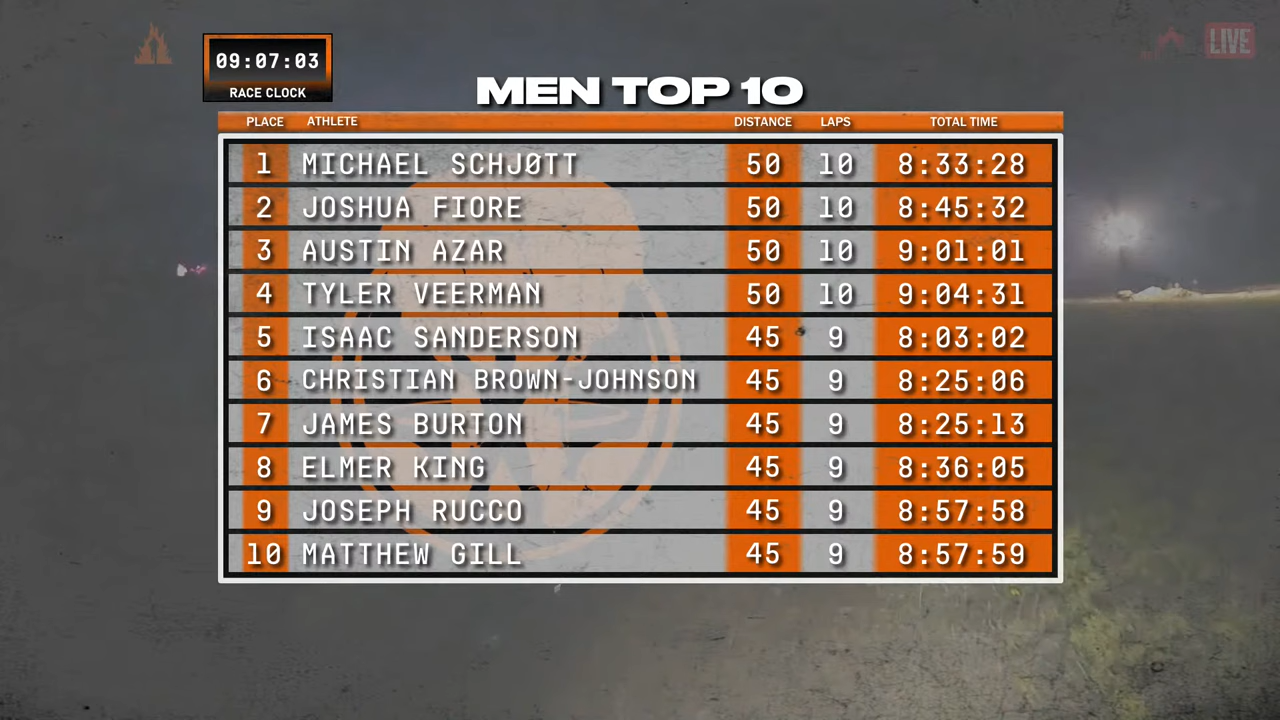 09:07:03
RACE CLOCK
LIVE
MEN TOP 10
PLACE ATHLETE DISTANCE LAPS TOTAL TIME
1 MICHAEL SCHJØTT 50 10 8:33:28
2 JOSHUA FIORE 50 10 8:45:32
3 AUSTIN AZAR 50 10 9:01:01
4 TYLER VEERMAN 50 10 9:04:31
5 ISAAC SANDERSON 45 9 8:03:02
6 CHRISTIAN BROWN-JOHNSON 45 9 8:25:06
7 JAMES BURTON 45 9 8:25:13
8 ELMER KING 45 9 8:36:05
9 JOSEPH RUCCO 45 9 8:57:58
10 MATTHEW GILL 45 9 8:57:59